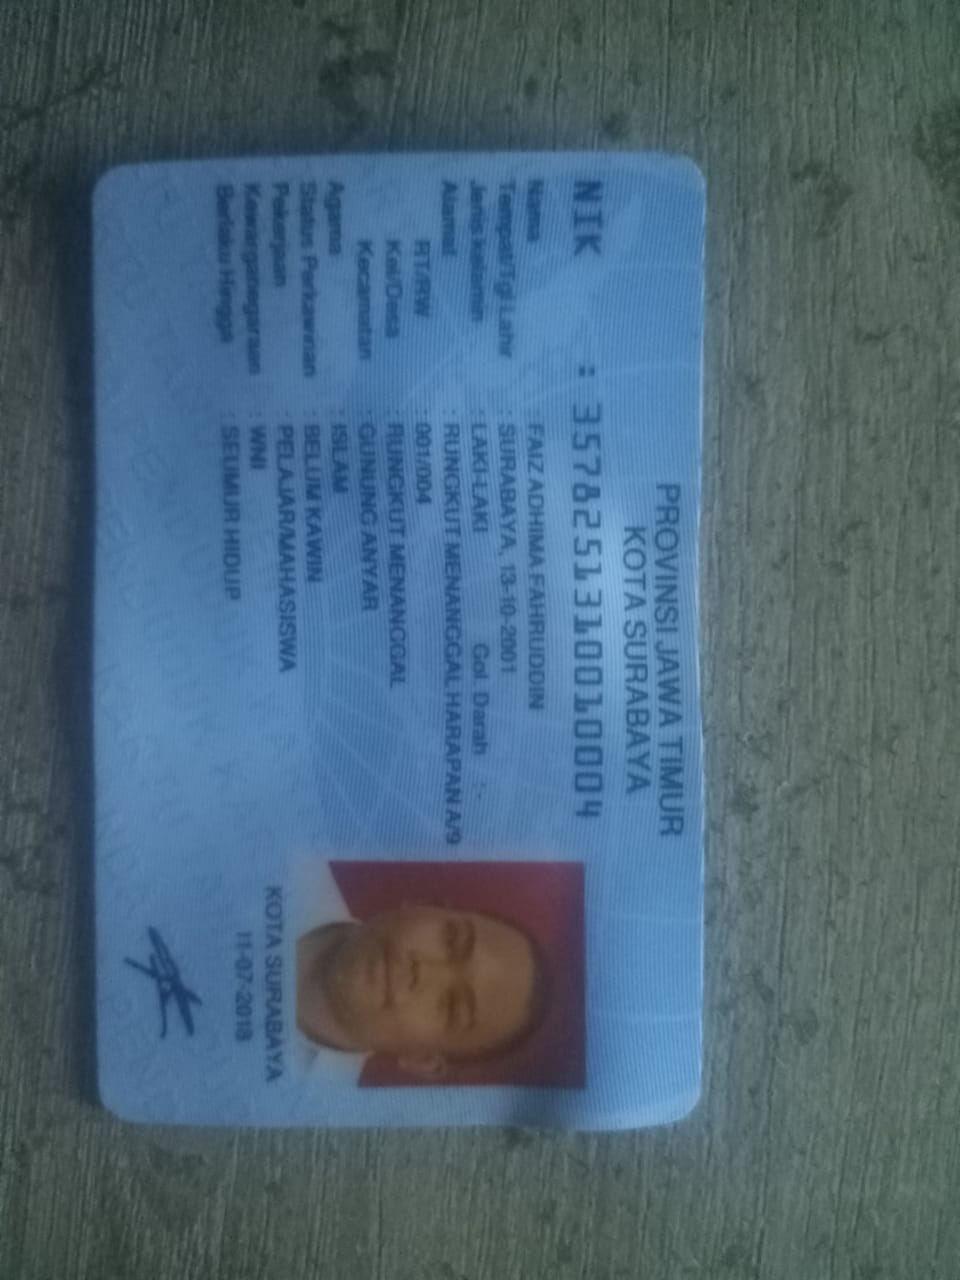 PROVINSI JAWA TIMUR
KOTA SURABAYA
NIK : 3578251310010004
Nama : FAIZ ADHIMA FAHRUDDIN
Tempat/Tgl Lahir : SURABAYA, 13-10-2001
Jenis kelamin : LAKI-LAKI Gol. Darah : -
Alamat : RUNGKUT MENANGGAL HARAPAN A/9
RT/RW : 001/004
Kel/Desa : RUNGKUT MENANGGAL
Kecamatan : GUNUNG ANYAR
Agama : ISLAM
Status Perkawinan : BELUM KAWIN
Pekerjaan : PELAJAR/MAHASISWA
Kewarganegaraan : WNI
Berlaku Hingga : SEUMUR HIDUP
KOTA SURABAYA
11-07-2018